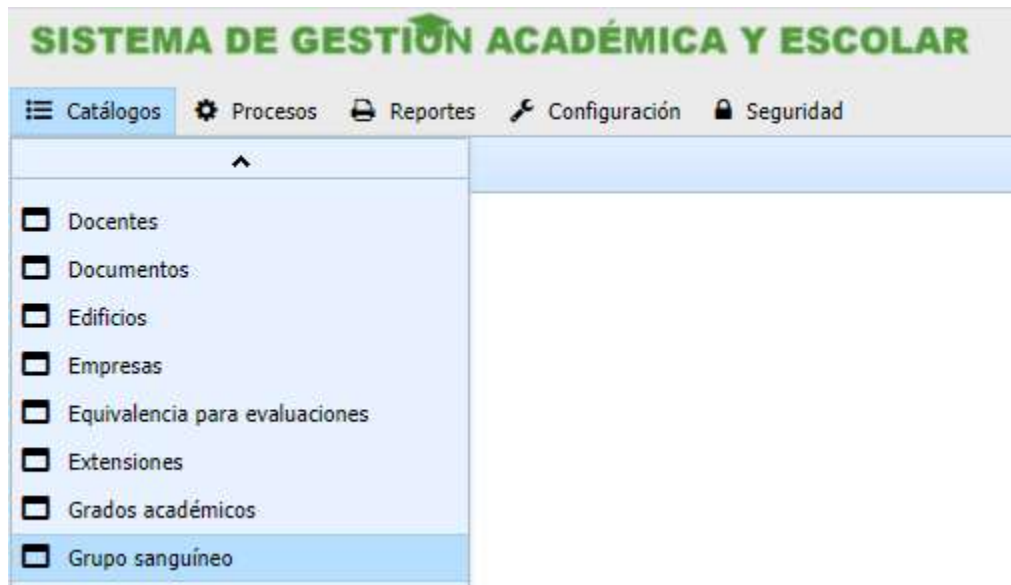 SISTEMA DE GESTIÓN ACADÉMICA Y ESCOLAR
Catálogos Procesos Reportes Configuración Seguridad
Docentes
Documentos
Edificios
Empresas
Equivalencia para evaluaciones
Extensiones
Grados académicos
Grupo sanguíneo